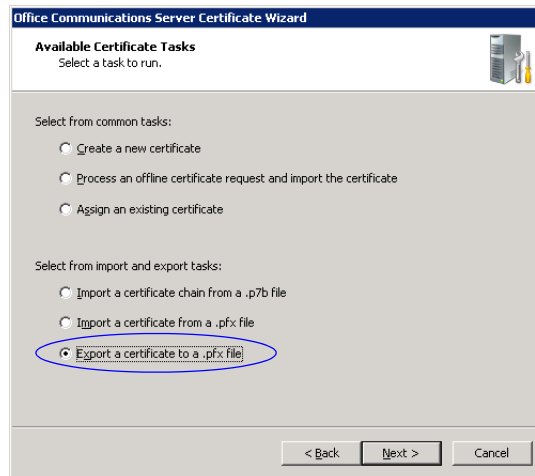 Office Communications Server Certificate Wizard
Available Certificate Tasks
Select a task to run.
Select from common tasks:
Create a new certificate
Process an offline certificate request and import the certificate
Assign an existing certificate
Select from import and export tasks:
Import a certificate chain from a .p7b file
Import a certificate from a .pfx file
Export a certificate to a .pfx file
< Back Next > Cancel